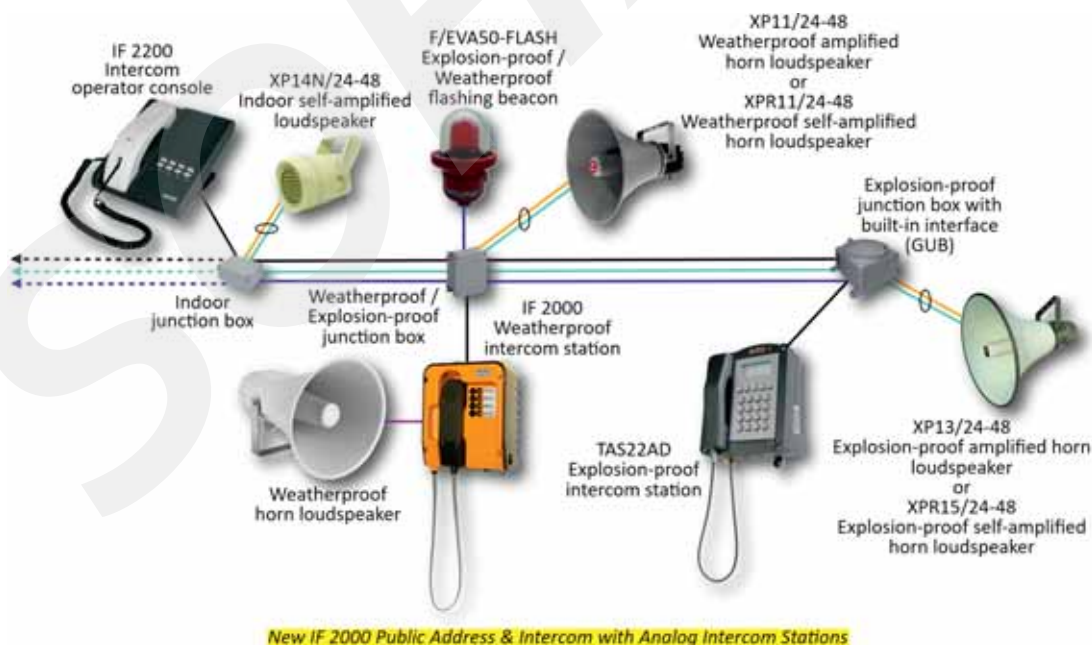 IF 2200
Intercom
operator console
XP14N/24-48
Indoor self-amplified
loudspeaker
F/EVA50-FLASH
Explosion-proof /
Weatherproof
flashing beacon
XP11/24-48
Weatherproof amplified
horn loudspeaker
or
XPR11/24-48
Weatherproof self-amplified
horn loudspeaker
Explosion-proof
junction box with
built-in interface
(GUB)
Indoor
junction box
Weatherproof /
Explosion-proof
junction box
IF 2000
Weatherproof
intercom station
Weatherproof
horn loudspeaker
TAS22AD
Explosion-proof
intercom station
XP13/24-48
Explosion-proof amplified horn
loudspeaker
or
XPR15/24-48
Explosion-proof self-amplified
horn loudspeaker
New IF 2000 Public Address & Intercom with Analog Intercom Stations